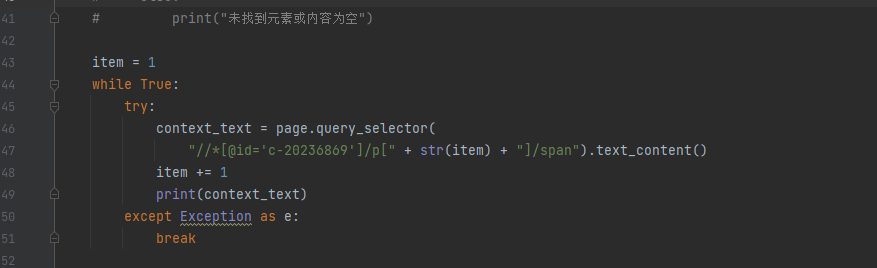 41 # print("未找到元素或内容为空")
42
43 item = 1
44 while True:
45 try:
46 context_text = page.query_selector(
47 "//*[@id='c-20236869']/p[" + str(item) + "]/span").text_content()
48 item += 1
49 print(context_text)
50 except Exception as e:
51 break
52